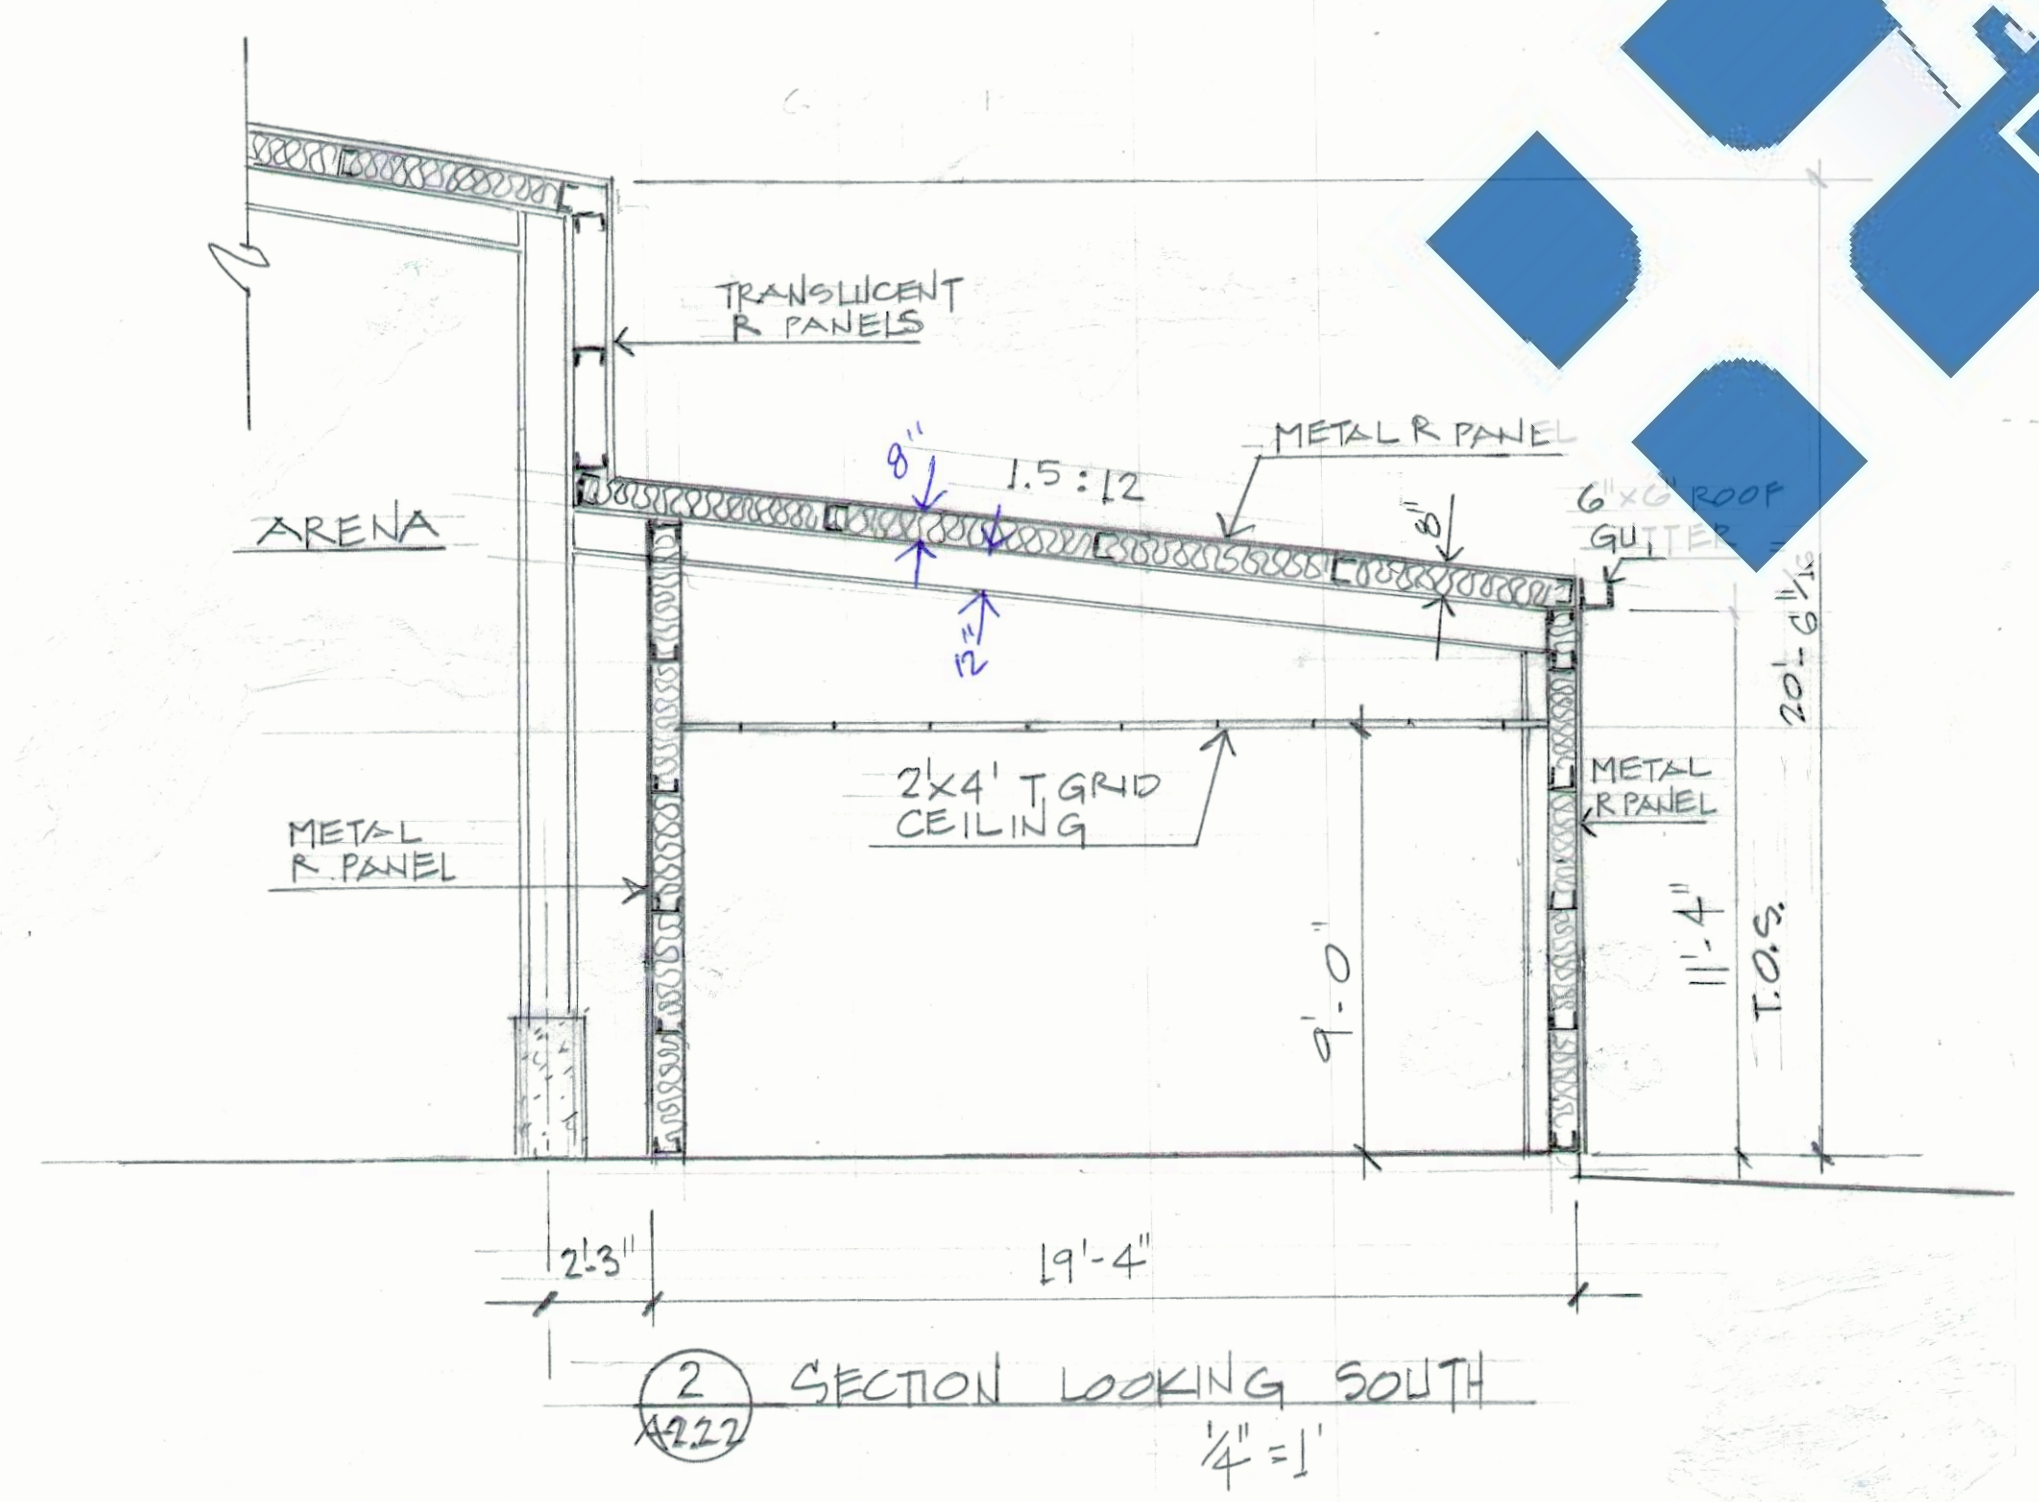 TRANSLUCENT
R PANELS
METAL R PANEL
8"
1.5 : 12
8"
6"x6" ROOF
GUTTER
ARENA
12"
20'-6"
2'x4' T GRID
CEILING
METAL
R PANEL
METAL
R PANEL
9'-0"
11'-4"
T.O.S.
2'-3"
19'-4"
2
A2.22
SECTION LOOKING SOUTH
1/4" = 1'